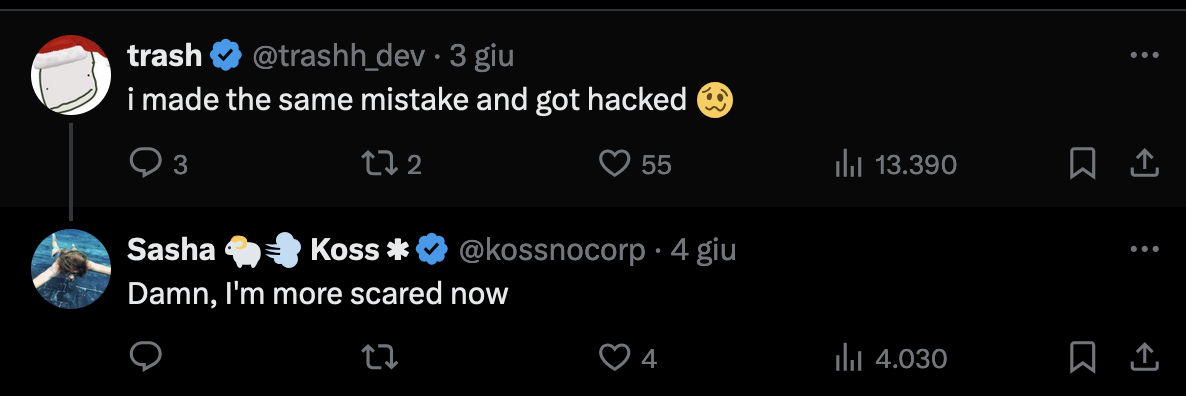 trash @trashh_dev · 3 giu
i made the same mistake and got hacked 🥴
3 2 55 13.390
Sasha 🐏💨 Koss ✱ @kossnocorp · 4 giu
Damn, I'm more scared now
4 4.030